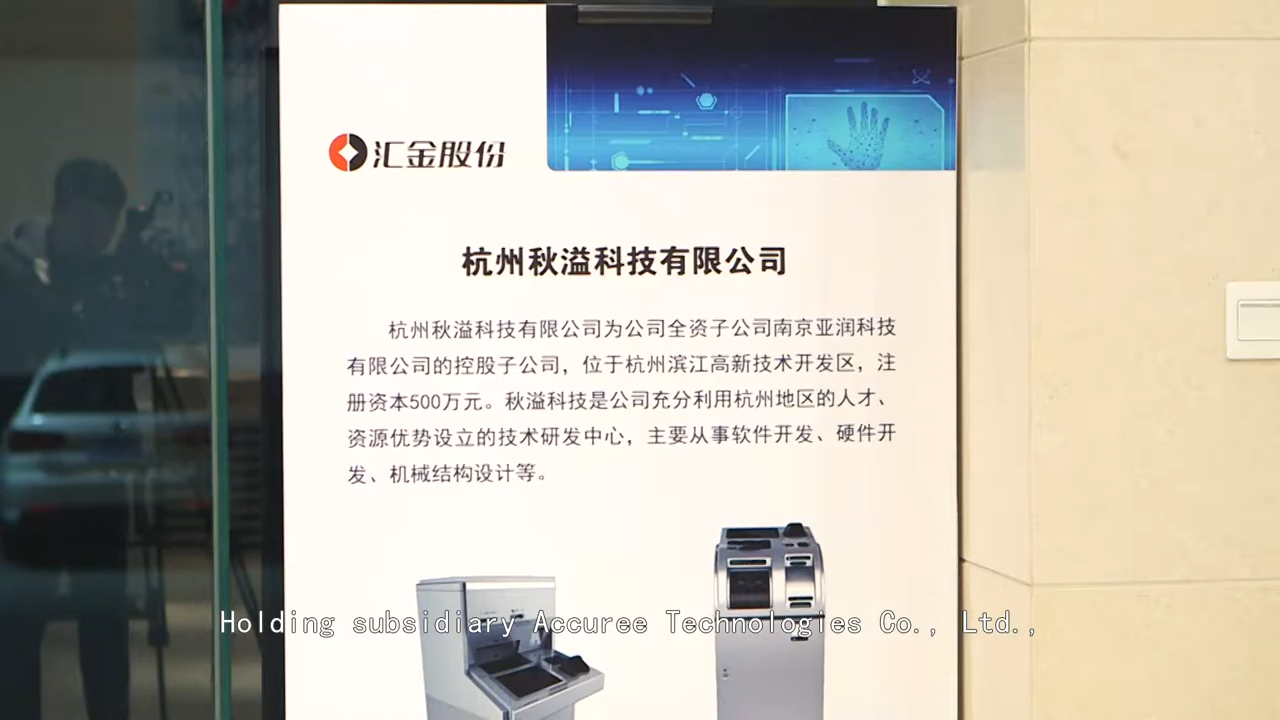 汇金股份
杭州秋溢科技有限公司
杭州秋溢科技有限公司为公司全资子公司南京亚润科技
有限公司的控股子公司，位于杭州滨江高新技术开发区，注
册资本500万元。秋溢科技是公司充分利用杭州地区的人才、
资源优势设立的技术研发中心，主要从事软件开发、硬件开
发、机械结构设计等。
Holding subsidiary Accuree Technologies Co., Ltd.,